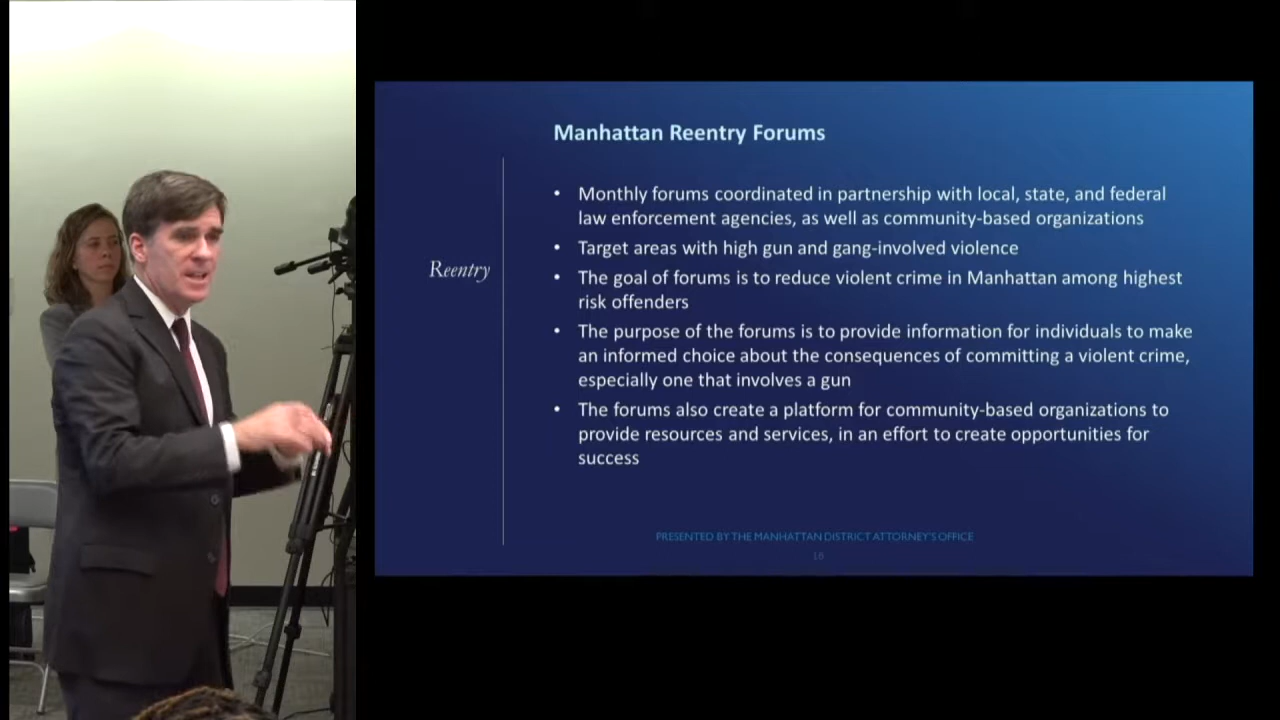 Manhattan Reentry Forums
• Monthly forums coordinated in partnership with local, state, and federal
law enforcement agencies, as well as community-based organizations
• Target areas with high gun and gang-involved violence
Reentry
• The goal of forums is to reduce violent crime in Manhattan among highest
risk offenders
• The purpose of the forums is to provide information for individuals to make
an informed choice about the consequences of committing a violent crime,
especially one that involves a gun
• The forums also create a platform for community-based organizations to
provide resources and services, in an effort to create opportunities for
success
PRESENTED BY THE MANHATTAN DISTRICT ATTORNEY'S OFFICE